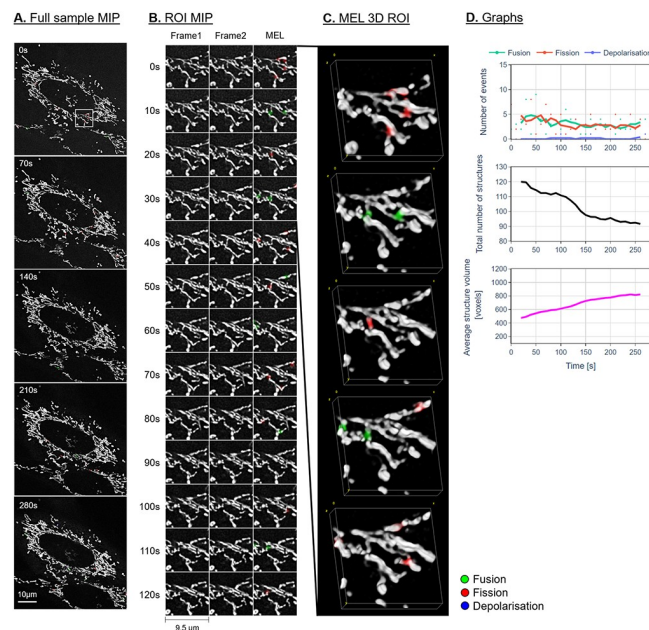 A. Full sample MIP
B. ROI MIP
C. MEL 3D ROI
D. Graphs
Frame1 Frame2 MEL
0s
70s
140s
210s
280s
10µm
0s
10s
20s
30s
40s
50s
60s
70s
80s
90s
100s
110s
120s
9.5 µm
Fusion Fission Depolarisation
Number of events
15
10
5
0
0 50 100 150 200 250
Total number of structures
130
120
110
100
90
80
0 50 100 150 200 250
Average structure volume
[voxels]
1200
1000
800
600
400
200
0 50 100 150 200 250
Time [s]
Fusion
Fission
Depolarisation